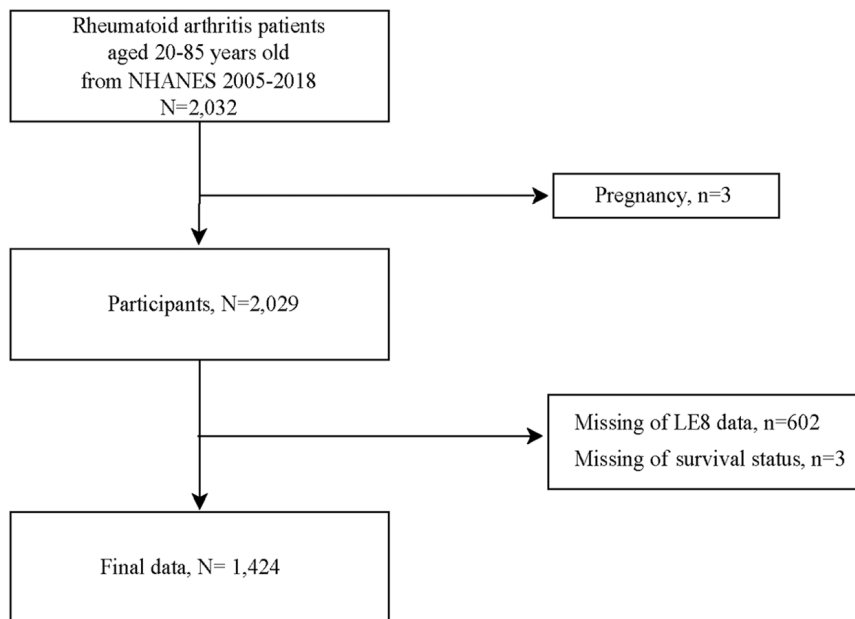 Rheumatoid arthritis patients
aged 20-85 years old
from NHANES 2005-2018
N=2,032
Pregnancy, n=3
Participants, N=2,029
Missing of LE8 data, n=602
Missing of survival status, n=3
Final data, N= 1,424